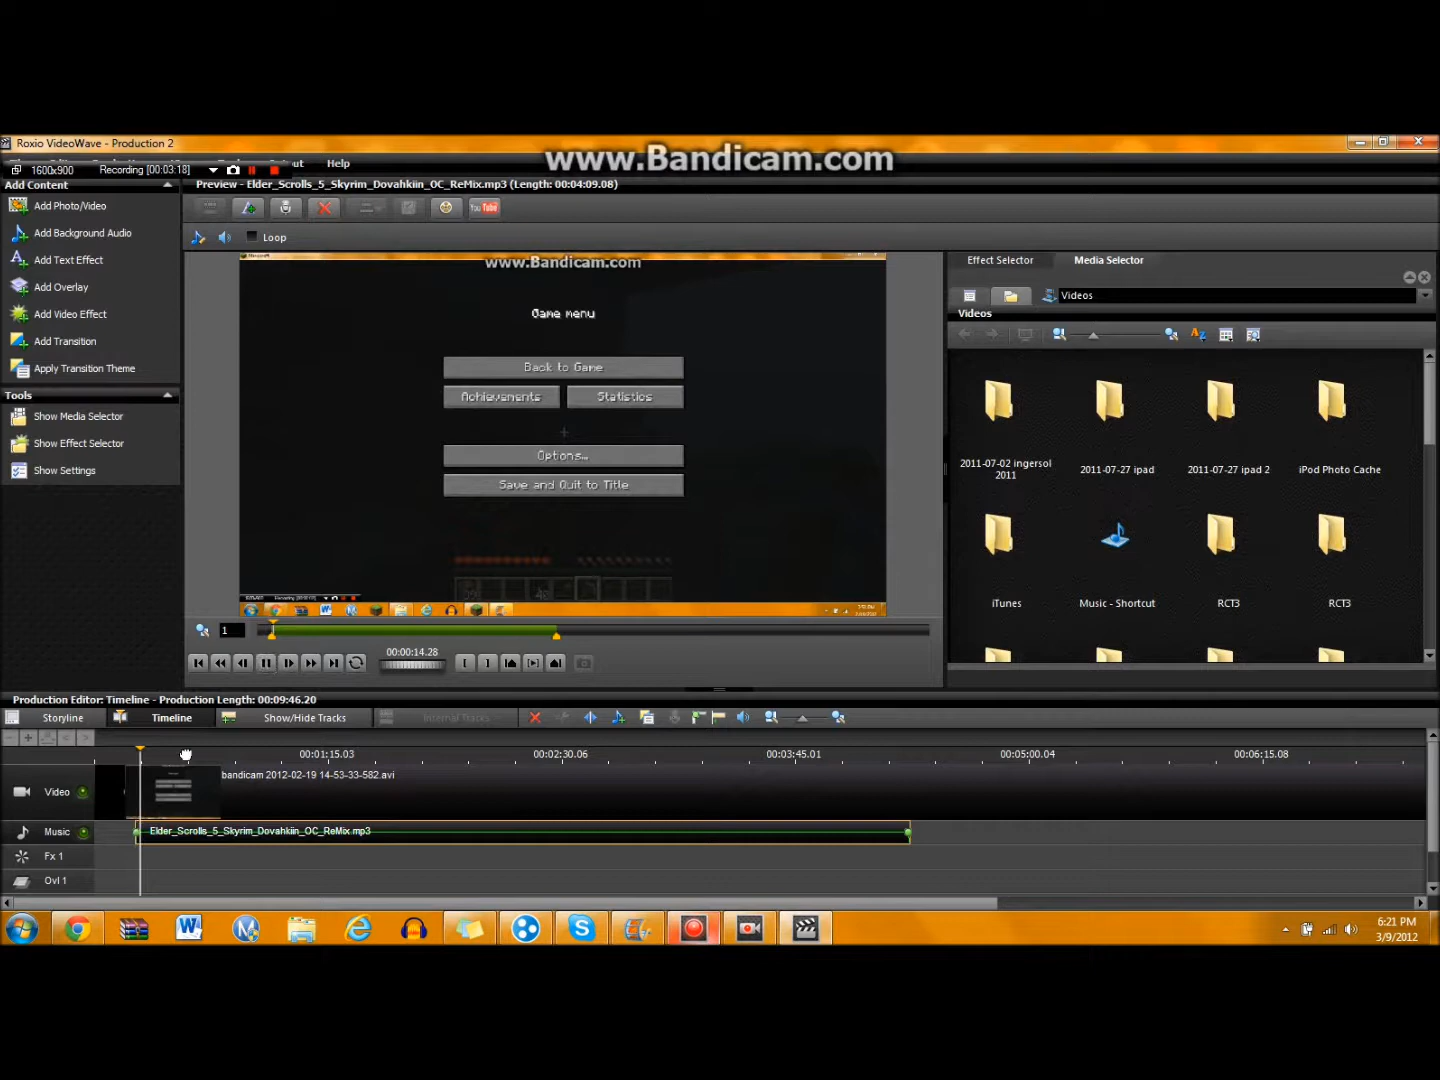 Roxio VideoWave - Production 2
www.Bandicam.com
Help
1600x900 Recording [00:03:18]
Add Content
Preview - Elder_Scrolls_5_Skyrim_Dovahkiin_OC_ReMix.mp3 (Length: 00:04:09.08)
Add Photo/Video
You Tube
Add Background Audio
Loop
Add Text Effect
Add Overlay
Add Video Effect
Add Transition
Apply Transition Theme
Tools
Show Media Selector
Show Effect Selector
Show Settings
www.Bandicam.com
Game menu
Back to Game
Achievements Statistics
Options...
Save and Quit to Title
Effect Selector Media Selector
Videos
Videos
2011-07-02 ingersol 2011
2011-07-27 ipad
2011-07-27 ipad 2
iPod Photo Cache
iTunes
Music - Shortcut
RCT3
RCT3
1
00:00:14.28
Production Editor: Timeline - Production Length: 00:09:46.20
Storyline Timeline Show/Hide Tracks Internal Tracks
00:01:15.03 00:02:30.06 00:03:45.01 00:05:00.04 00:06:15.08
Video
bandicam 2012-02-19 14-53-33-582.avi
Music
Elder_Scrolls_5_Skyrim_Dovahkiin_OC_ReMix.mp3
Fx 1
Ovl 1
6:21 PM
3/9/2012